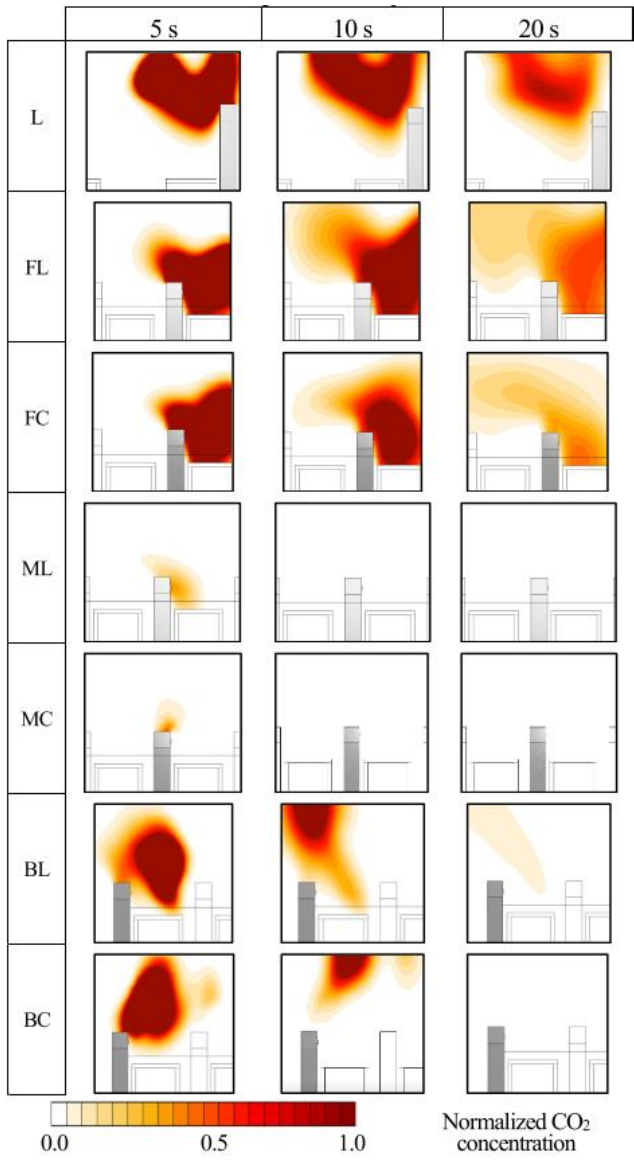 5 s 10 s 20 s
L
FL
FC
ML
MC
BL
BC
0.0 0.5 1.0
Normalized CO₂
concentration